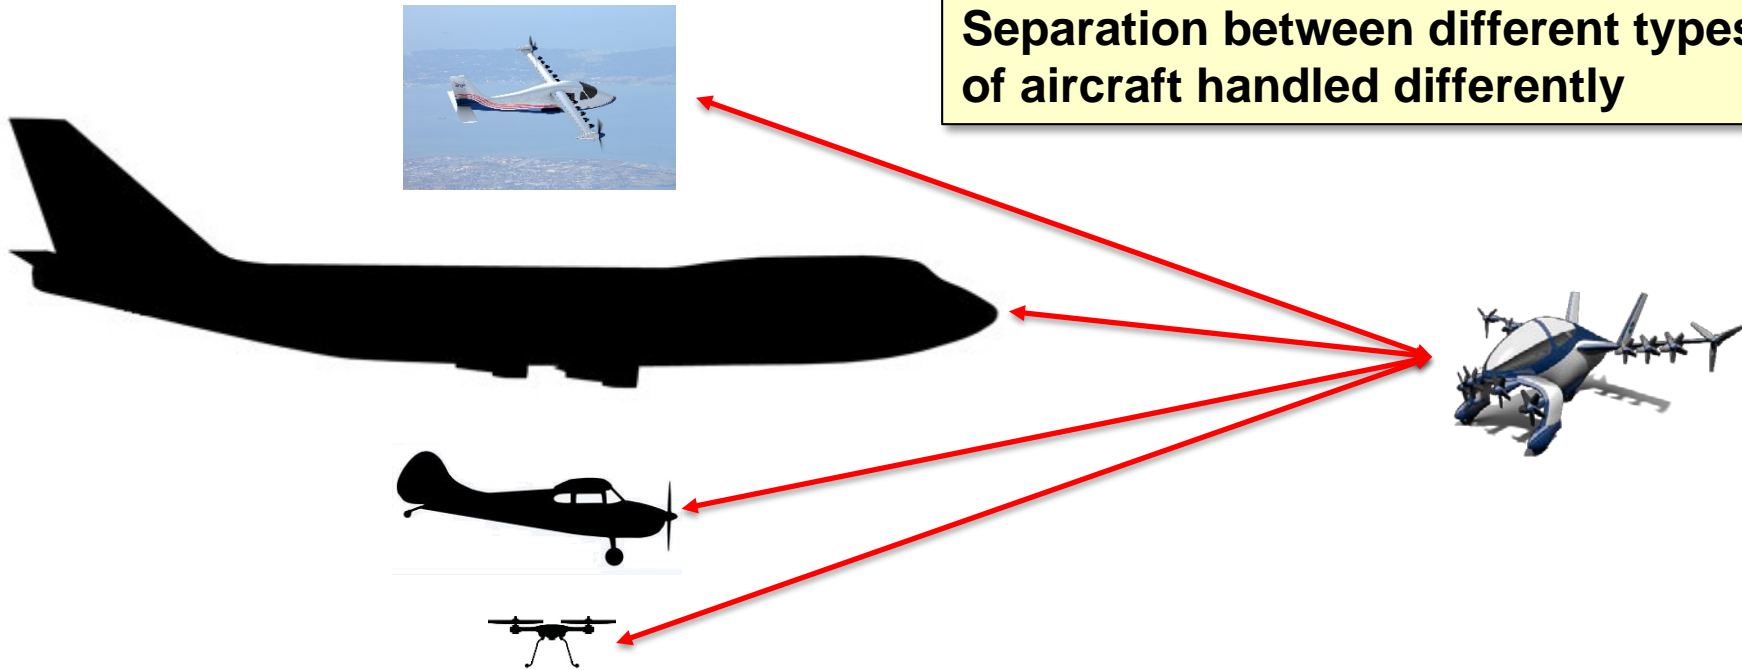 Separation between different types
of aircraft handled differently